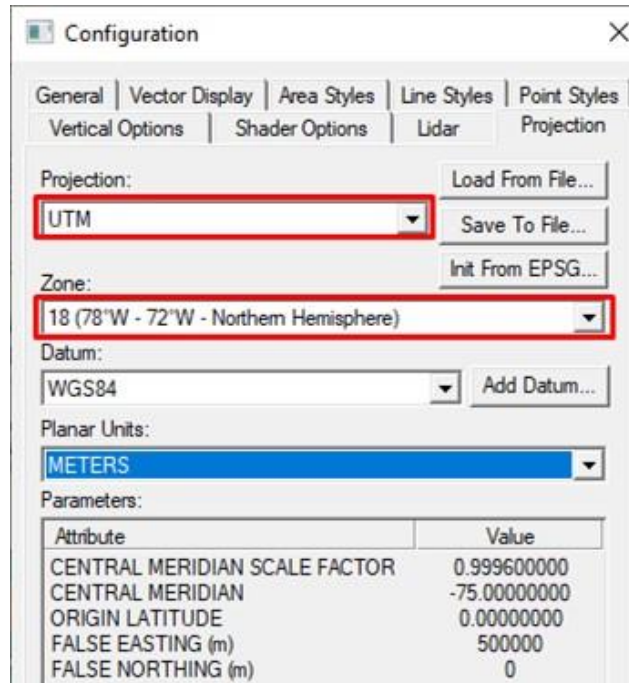 Configuration
General Vector Display Area Styles Line Styles Point Styles
Vertical Options Shader Options Lidar Projection
Projection:
Load From File...
UTM
Save To File...
Init From EPSG...
Zone:
18 (78°W - 72°W - Northern Hemisphere)
Datum:
WGS84
Add Datum...
Planar Units:
METERS
Parameters:
Attribute Value
CENTRAL MERIDIAN SCALE FACTOR 0.999600000
CENTRAL MERIDIAN -75.00000000
ORIGIN LATITUDE 0.00000000
FALSE EASTING (m) 500000
FALSE NORTHING (m) 0